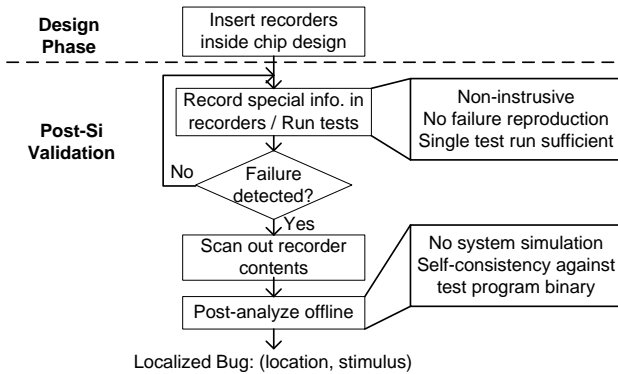 Design
Phase
Insert recorders
inside chip design
Post-Si
Validation
Record special info. in
recorders / Run tests
Non-instrusive
No failure reproduction
Single test run sufficient
No
Failure
detected?
Yes
Scan out recorder
contents
No system simulation
Self-consistency against
test program binary
Post-analyze offline
Localized Bug: (location, stimulus)